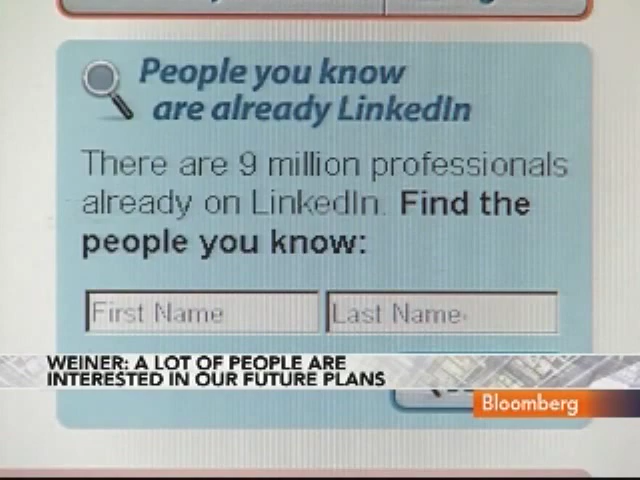 People you know
are already LinkedIn
There are 9 million professionals
already on LinkedIn. Find the
people you know:
First Name
Last Name
WEINER: A LOT OF PEOPLE ARE
INTERESTED IN OUR FUTURE PLANS
Bloomberg